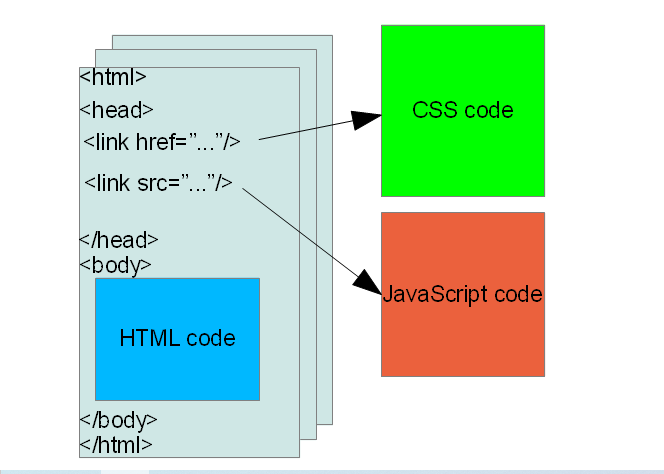 <html>
<head>
<link href=”...”/>
<link src=”...”/>
</head>
<body>
HTML code
</body>
</html>
CSS code
JavaScript code